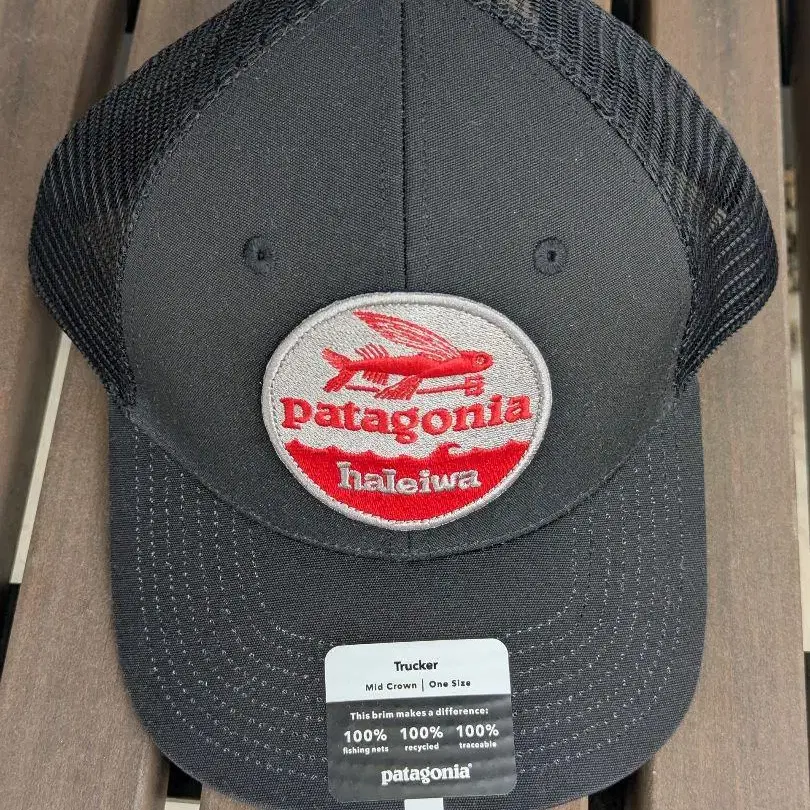 patagonia
haleiwa
Trucker
Mid Crown | One Size
This brim makes a difference:
100% 100% 100%
fishing nets recycled traceable
patagonia®